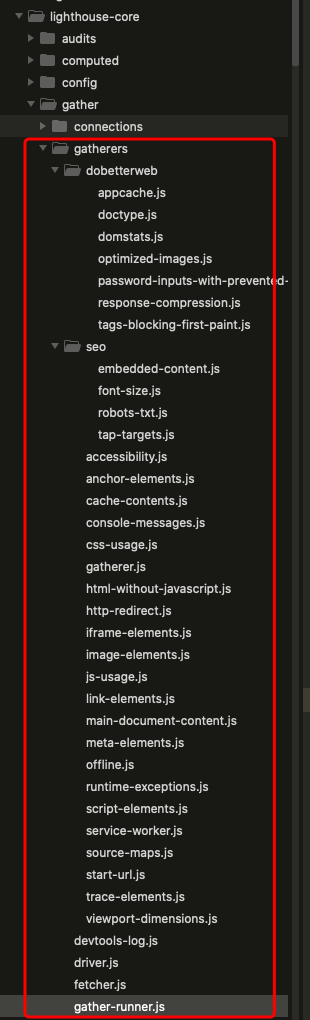 lighthouse-core
audits
computed
config
gather
connections
gatherers
dobetterweb
appcache.js
doctype.js
domstats.js
optimized-images.js
password-inputs-with-prevented-
response-compression.js
tags-blocking-first-paint.js
seo
embedded-content.js
font-size.js
robots-txt.js
tap-targets.js
accessibility.js
anchor-elements.js
cache-contents.js
console-messages.js
css-usage.js
gatherer.js
html-without-javascript.js
http-redirect.js
iframe-elements.js
image-elements.js
js-usage.js
link-elements.js
main-document-content.js
meta-elements.js
offline.js
runtime-exceptions.js
script-elements.js
service-worker.js
source-maps.js
start-url.js
trace-elements.js
viewport-dimensions.js
devtools-log.js
driver.js
fetcher.js
gather-runner.js